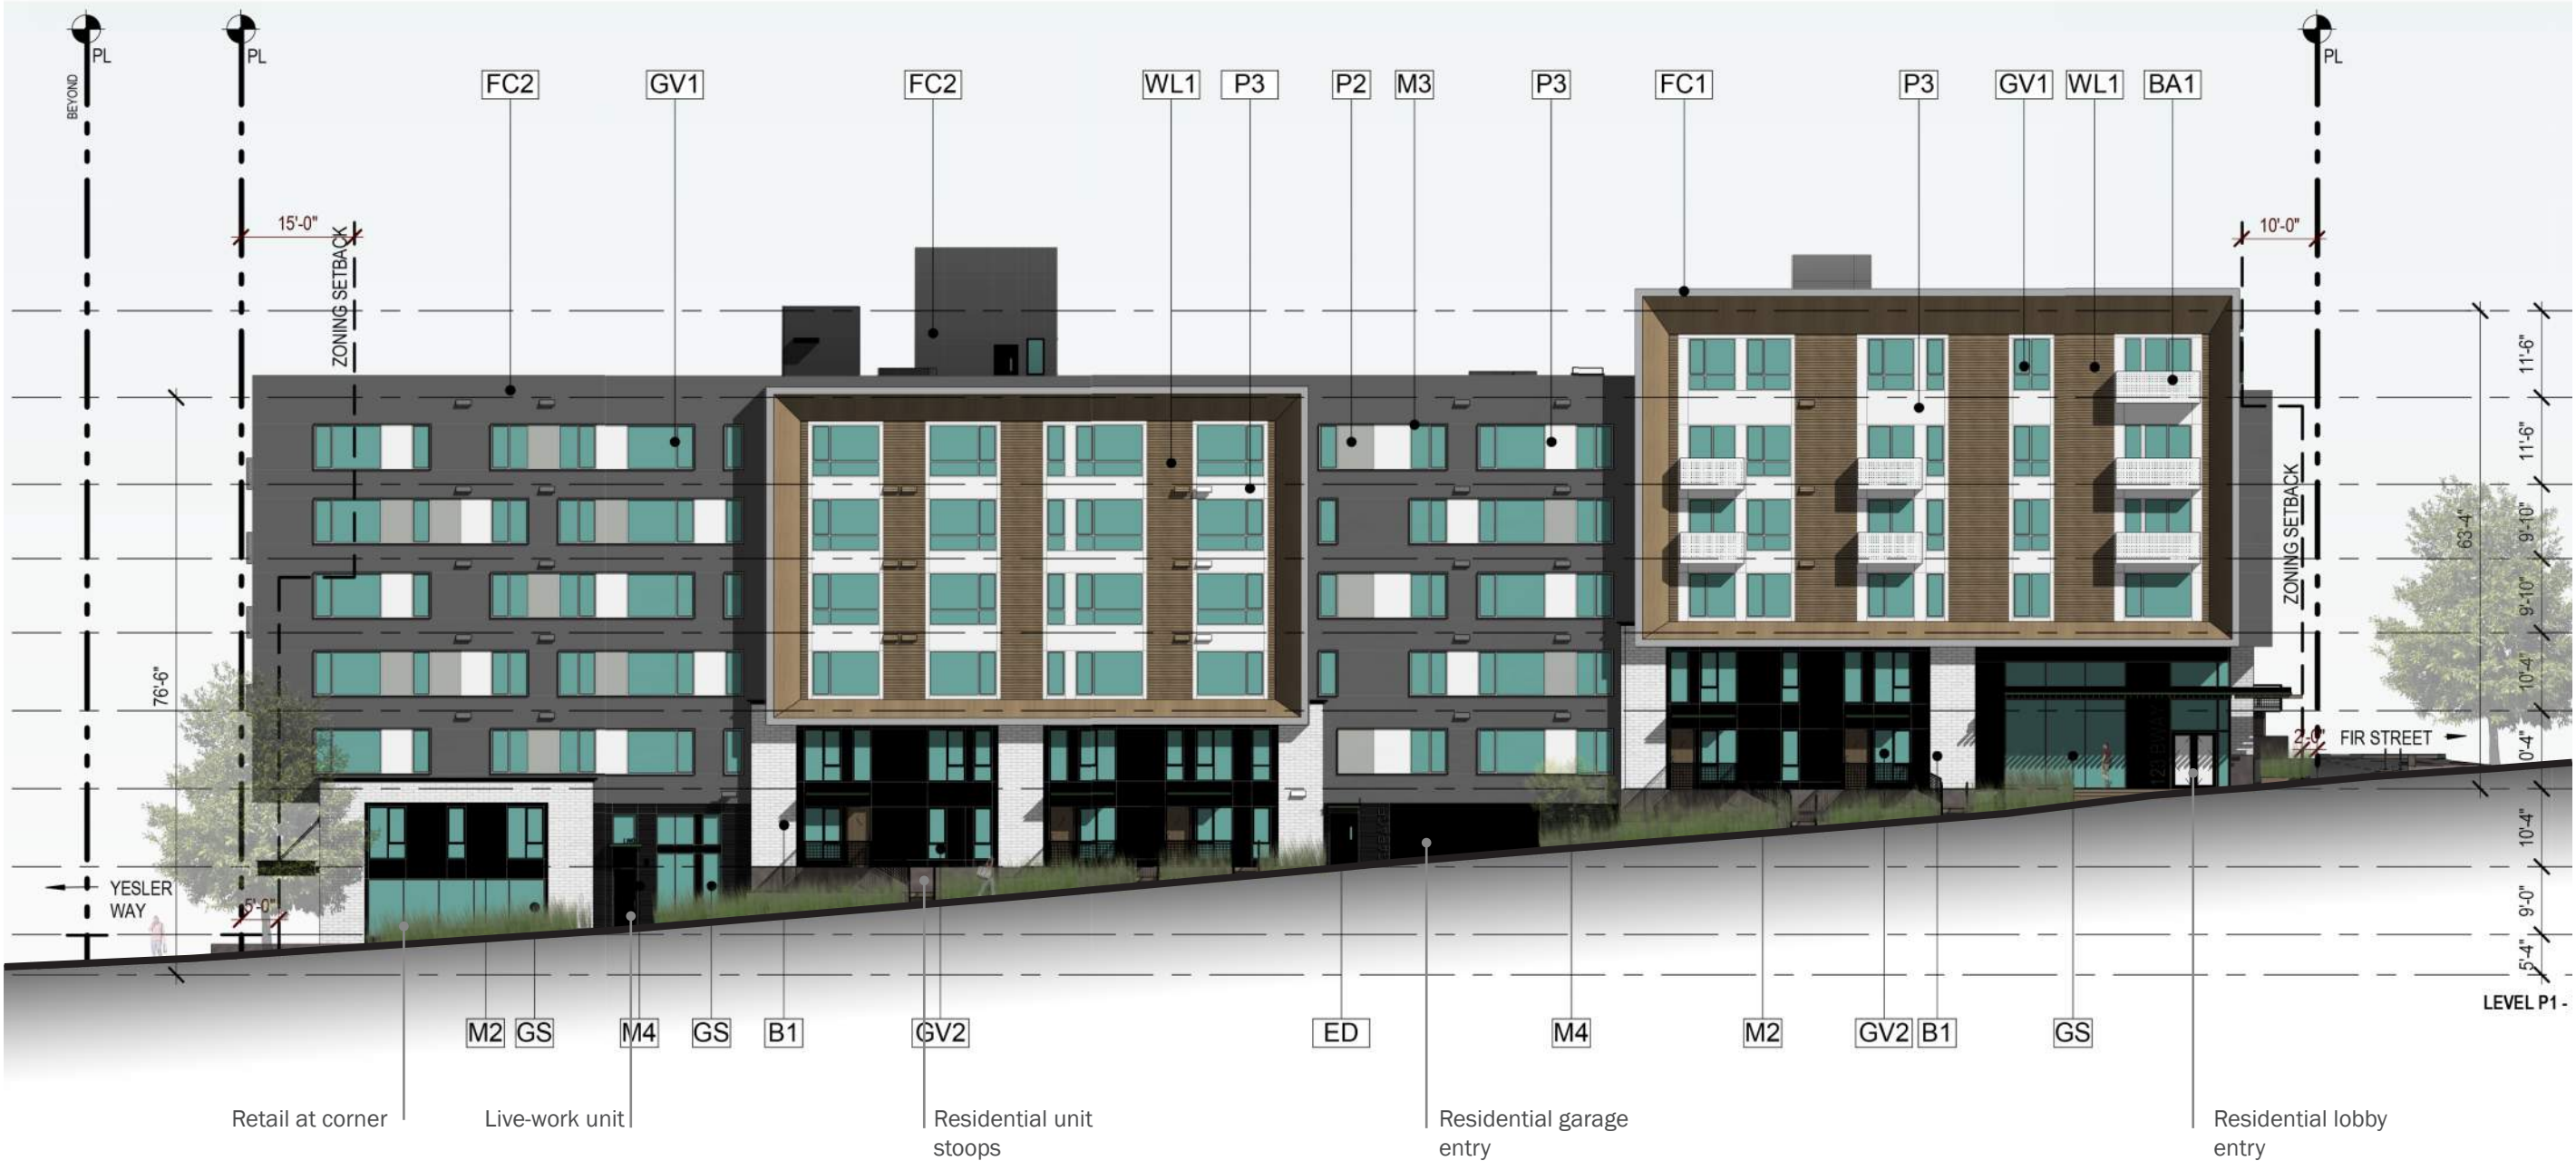 PL
PL
PL
BEYOND
FC2
GV1
FC2
WL1
P3
P2
M3
P3
FC1
P3
GV1
WL1
BA1
15'-0"
10'-0"
ZONING SETBACK
ZONING SETBACK
11'-6"
11'-6"
9'-10"
9'-10"
10'-4"
0'-4"
10'-4"
9'-0"
5'-4"
63'-4"
76'-6"
2'-0"
FIR STREET
YESLER
WAY
5'-0"
LEVEL P1 -
M2
GS
M4
GS
B1
GV2
ED
M4
M2
GV2
B1
GS
Retail at corner
Live-work unit
Residential unit
stoops
Residential garage
entry
Residential lobby
entry